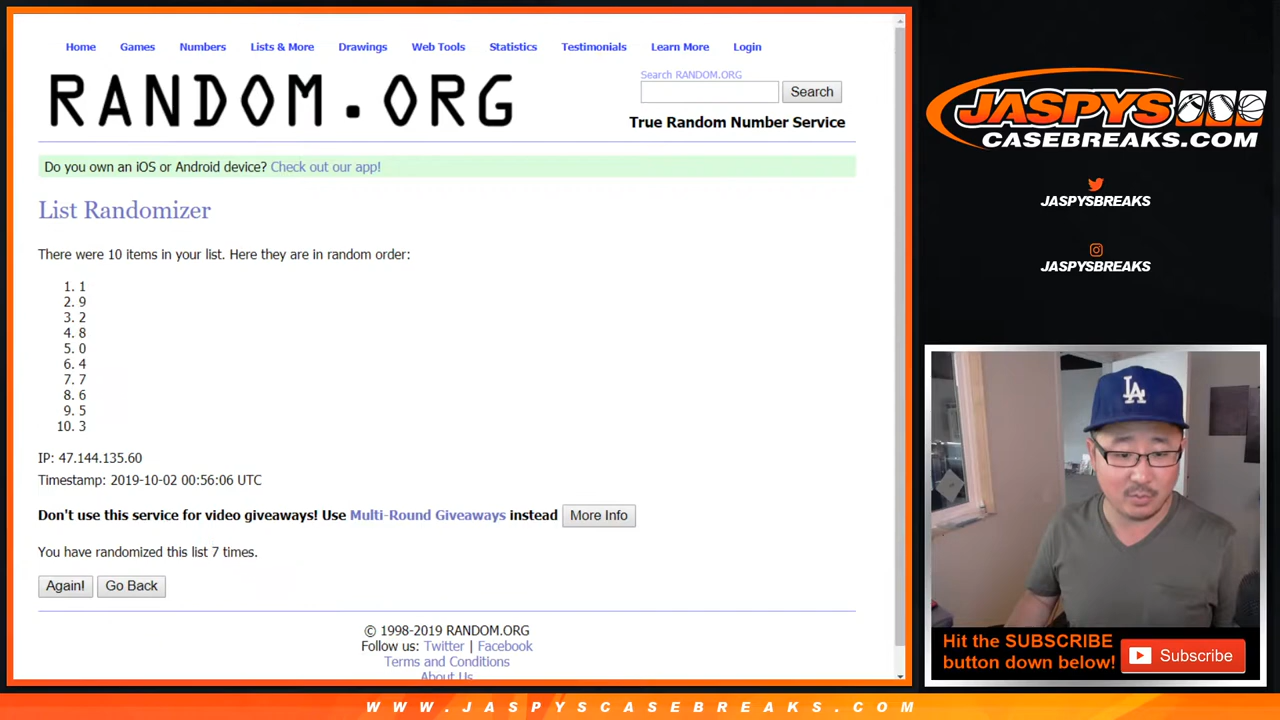 Home Games Numbers Lists & More Drawings Web Tools Statistics Testimonials Learn More Login
RANDOM.ORG
Search RANDOM.ORG
Search
True Random Number Service
Do you own an iOS or Android device? Check out our app!
List Randomizer
There were 10 items in your list. Here they are in random order:
1. 1
2. 9
3. 2
4. 8
5. 0
6. 4
7. 7
8. 6
9. 5
10. 3
IP: 47.144.135.60
Timestamp: 2019-10-02 00:56:06 UTC
Don't use this service for video giveaways! Use Multi-Round Giveaways instead More Info
You have randomized this list 7 times.
Again! Go Back
© 1998-2019 RANDOM.ORG
Follow us: Twitter | Facebook
Terms and Conditions
About Us
JASPYS
CASEBREAKS.COM
JASPYSBREAKS
JASPYSBREAKS
LA
Hit the SUBSCRIBE
button down below!
Subscribe
WWW.JASPYSCASEBREAKS.COM